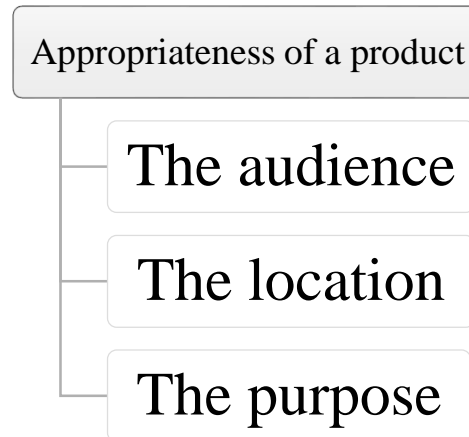 Appropriateness of a product
The audience
The location
The purpose